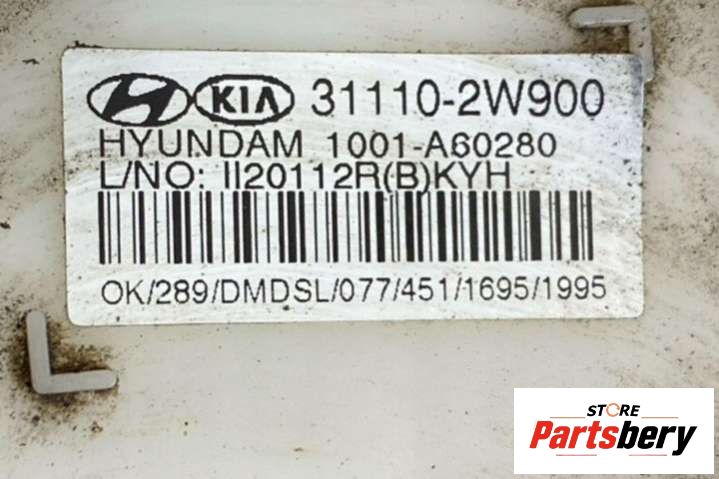 KIA 31110-2W900
HYUNDAM 1001-A60280
L/NO: II20112R(B)KYH
OK/289/DMDSL/077/451/1695/1995
STORE
Partsbery